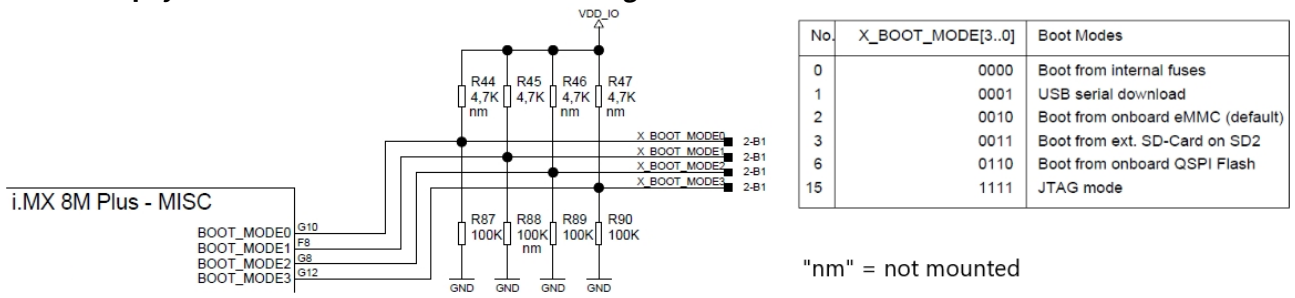 VDD_IO
R44 R45 R46 R47
4,7K 4,7K 4,7K 4,7K
nm nm nm
X_BOOT_MODE0 2-B1
X_BOOT_MODE1 2-B1
X_BOOT_MODE2 2-B1
X_BOOT_MODE3 2-B1
i.MX 8M Plus - MISC
BOOT_MODE0 G10
BOOT_MODE1 F8
BOOT_MODE2 G8
BOOT_MODE3 G12
R87 R88 R89 R90
100K 100K 100K 100K
nm
GND GND GND GND
No. X_BOOT_MODE[3..0] Boot Modes
0 0000 Boot from internal fuses
1 0001 USB serial download
2 0010 Boot from onboard eMMC (default)
3 0011 Boot from ext. SD-Card on SD2
6 0110 Boot from onboard QSPI Flash
15 1111 JTAG mode
"nm" = not mounted